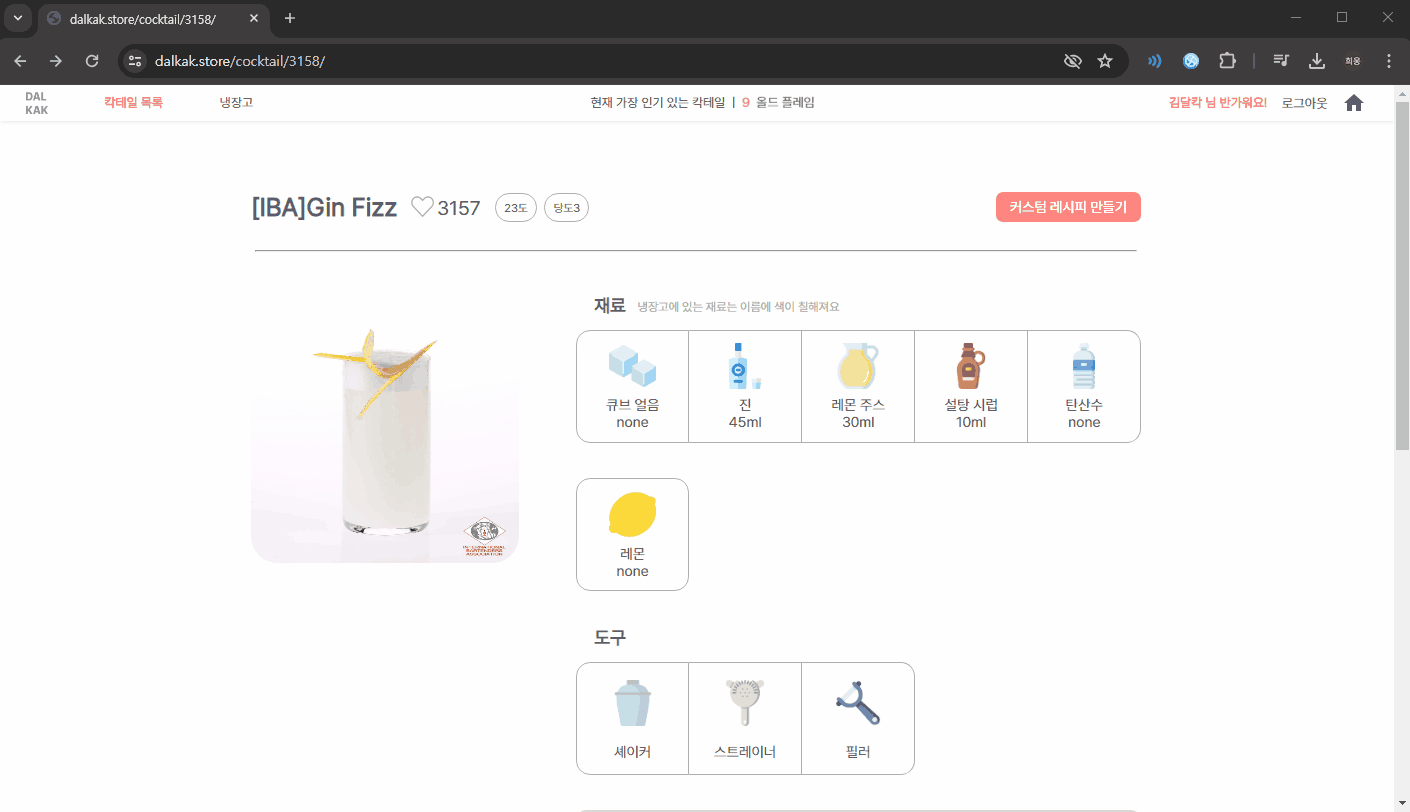 dalkak.store/cocktail/3158/
dalkak.store/cocktail/3158/
희웅
DAL
KAK
칵테일 목록
냉장고
현재 가장 인기 있는 칵테일 | 9 올드 플레임
김달칵 님 반가워요!
로그아웃
[IBA]Gin Fizz
3157
23도
당도3
커스텀 레시피 만들기
재료 냉장고에 있는 재료는 이름에 색이 칠해져요
큐브 얼음
none
진
45ml
레몬 주스
30ml
설탕 시럽
10ml
탄산수
none
INTERNATIONAL
BARTENDERS
ASSOCIATION
레몬
none
도구
셰이커
스트레이너
필러